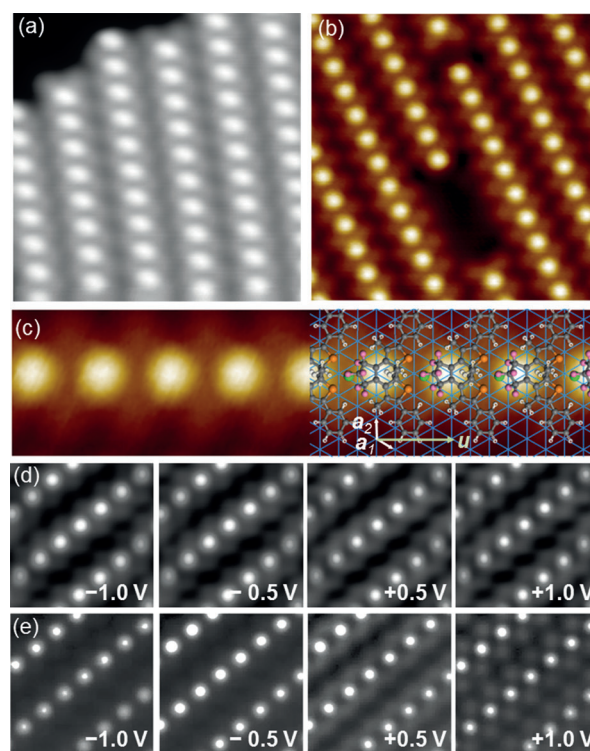 (a)
(b)
(c)
a2
a1
u
(d)
−1.0 V
− 0.5 V
+0.5 V
+1.0 V
(e)
−1.0 V
− 0.5 V
+0.5 V
+1.0 V